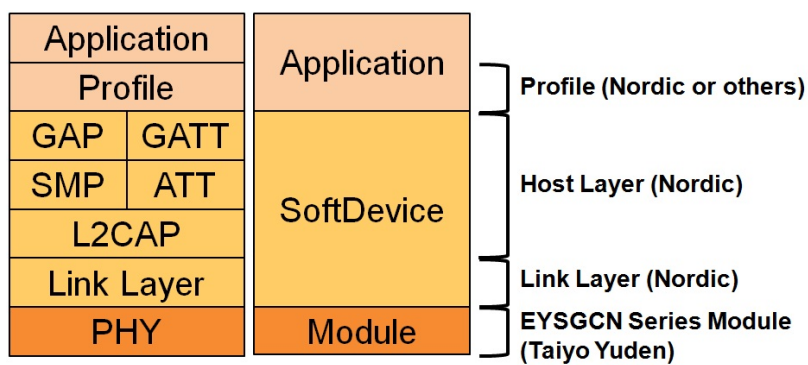 Application
Profile
GAP GATT
SMP ATT
L2CAP
Link Layer
PHY
Application
SoftDevice
Module
Profile (Nordic or others)
Host Layer (Nordic)
Link Layer (Nordic)
EYSGCN Series Module
(Taiyo Yuden)